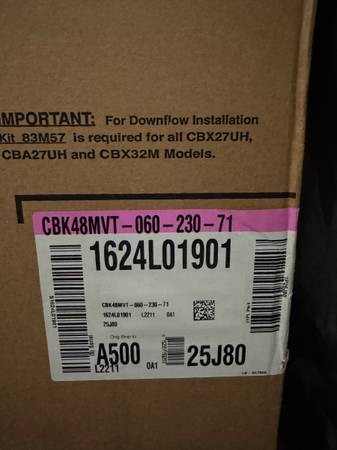 IMPORTANT: For Downflow Installation
Kit 83M57 is required for all CBX27UH,
CBA27UH and CBX32M Models.
CBK48MVT-060-230-71
1624L01901
CBK48MVT-060-230-71
1624L01901 L2211 0A1
25J80
A500
25J80
L2211 0A1
S1624L01901